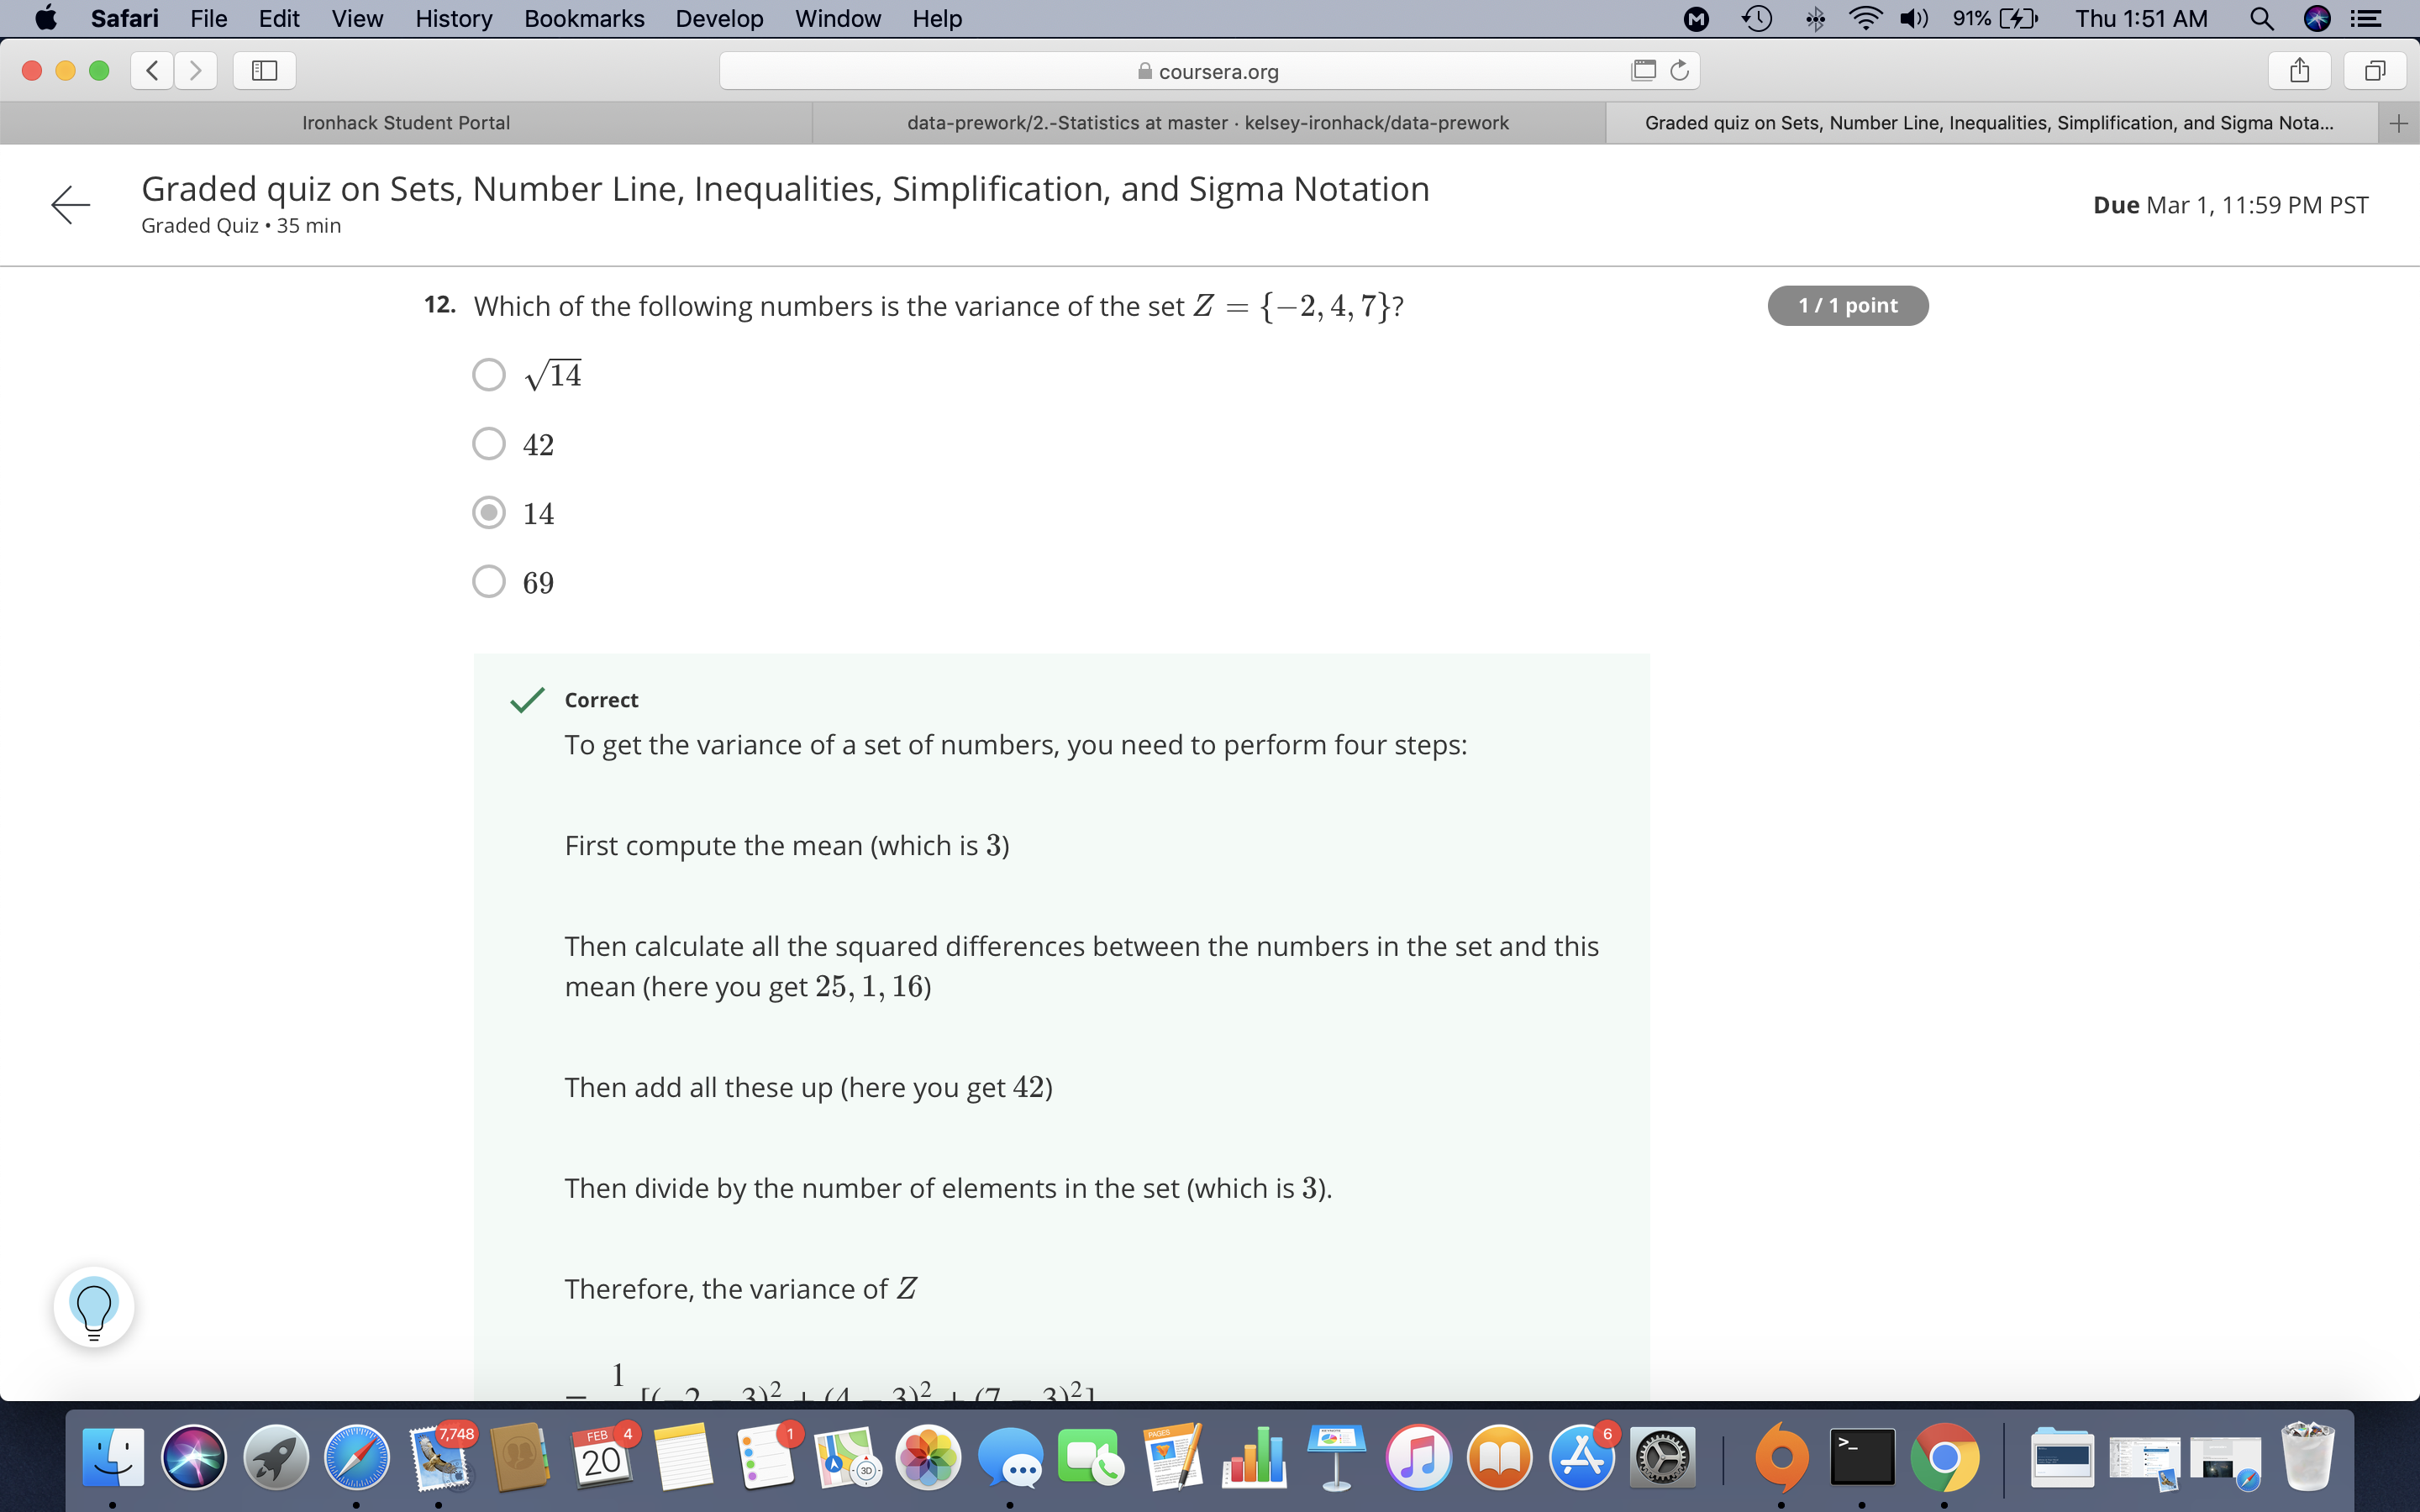 Safari File Edit View History Bookmarks Develop Window Help 91% Thu 1:51 AM
coursera.org
Ironhack Student Portal data-prework/2.-Statistics at master · kelsey-ironhack/data-prework Graded quiz on Sets, Number Line, Inequalities, Simplification, and Sigma Nota...
Graded quiz on Sets, Number Line, Inequalities, Simplification, and Sigma Notation
Graded Quiz • 35 min
Due Mar 1, 11:59 PM PST
12. Which of the following numbers is the variance of the set Z = {−2, 4, 7}?
1 / 1 point
√14
42
14
69
Correct
To get the variance of a set of numbers, you need to perform four steps:
First compute the mean (which is 3)
Then calculate all the squared differences between the numbers in the set and this
mean (here you get 25, 1, 16)
Then add all these up (here you get 42)
Then divide by the number of elements in the set (which is 3).
Therefore, the variance of Z
= 1 [(−2 − 3)² + (4 − 3)² + (7 − 3)²]
7,748 FEB 20 4 1 3D PAGES 6 >_